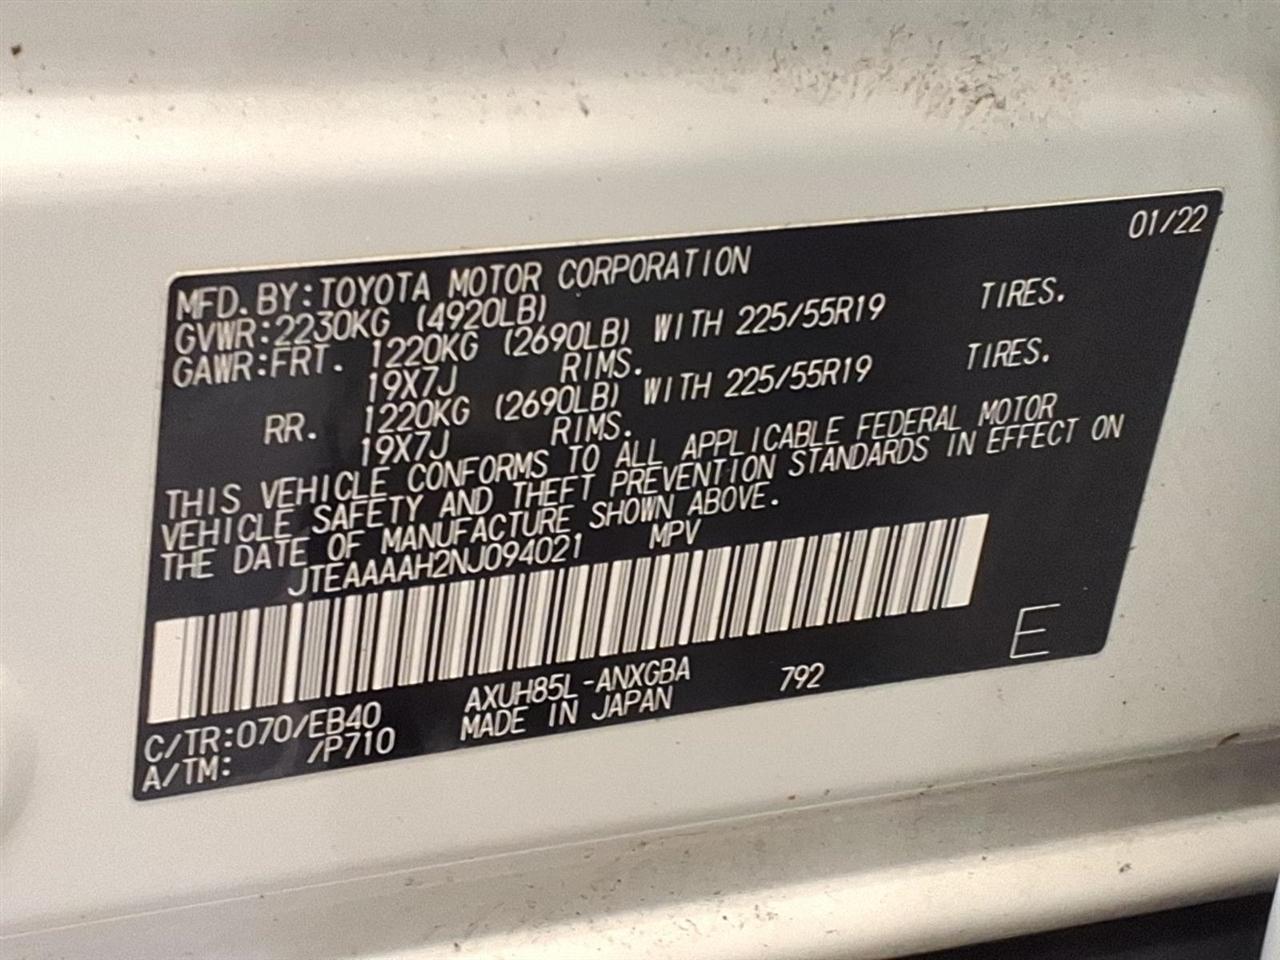 01/22
MFD. BY: TOYOTA MOTOR CORPORATION
GVWR: 2230KG (4920LB)
GAWR: FRT. 1220KG (2690LB) WITH 225/55R19 TIRES.
19X7J RIMS.
RR. 1220KG (2690LB) WITH 225/55R19 TIRES.
19X7J RIMS.
THIS VEHICLE CONFORMS TO ALL APPLICABLE FEDERAL MOTOR
VEHICLE SAFETY AND THEFT PREVENTION STANDARDS IN EFFECT ON
THE DATE OF MANUFACTURE SHOWN ABOVE.
JTEAAAAH2NJ094021 MPV
E
C/TR: 070/EB40 AXUH85L-ANXGBA 792
A/TM: /P710 MADE IN JAPAN